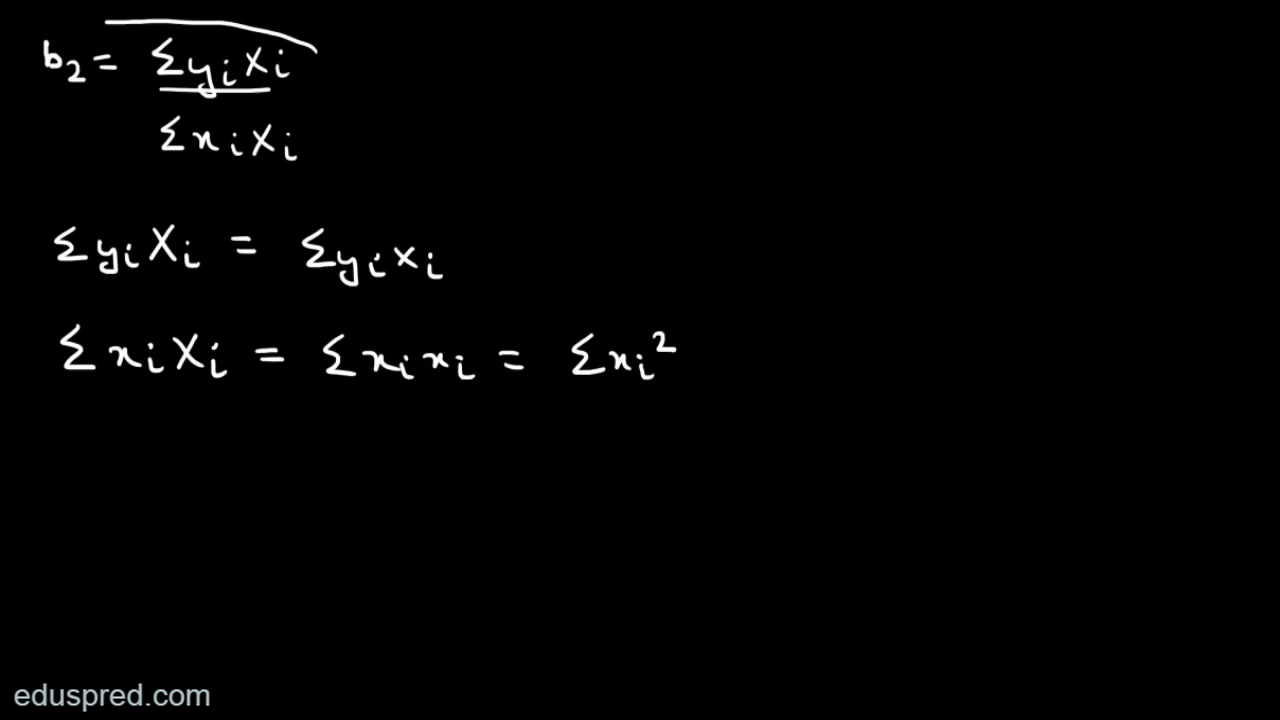 b₂ = Σyᵢxᵢ
Σxᵢxᵢ
ΣyᵢXᵢ = Σyᵢxᵢ
ΣxᵢXᵢ = Σxᵢxᵢ = Σxᵢ²
eduspred.com